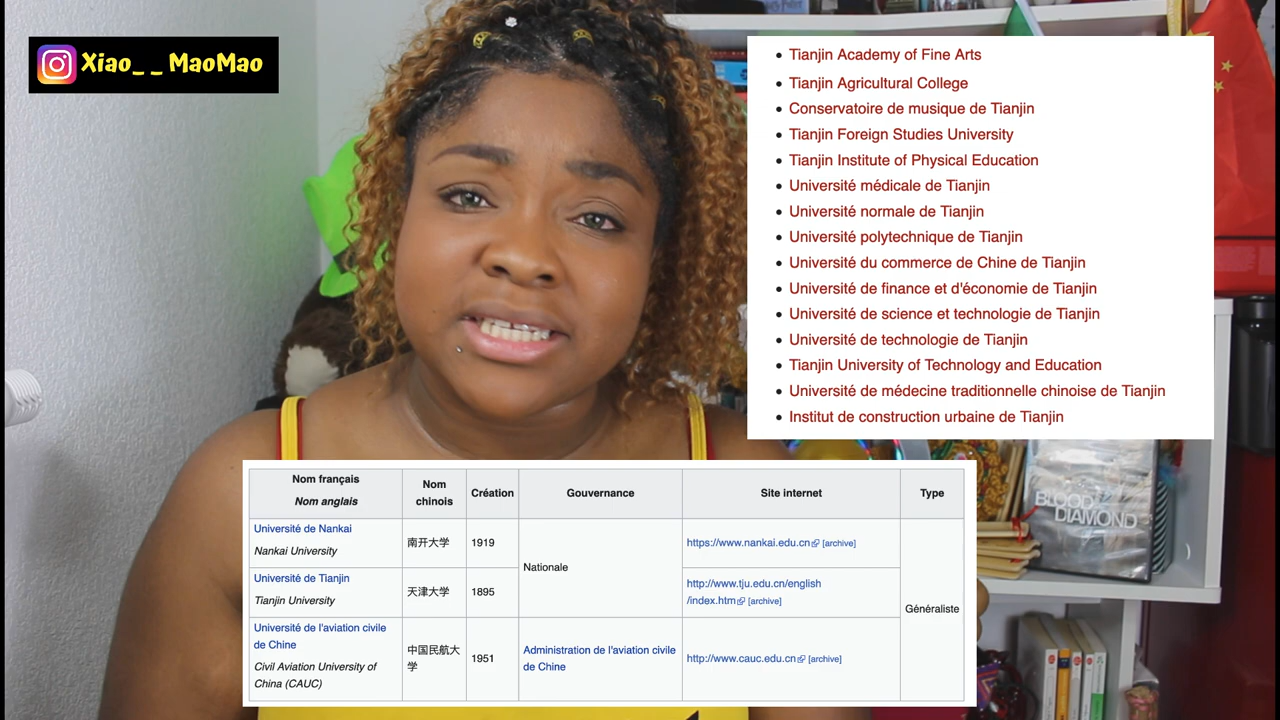 Xiao_ _ MaoMao
Tianjin Academy of Fine Arts
Tianjin Agricultural College
Conservatoire de musique de Tianjin
Tianjin Foreign Studies University
Tianjin Institute of Physical Education
Université médicale de Tianjin
Université normale de Tianjin
Université polytechnique de Tianjin
Université du commerce de Chine de Tianjin
Université de finance et d'économie de Tianjin
Université de science et technologie de Tianjin
Université de technologie de Tianjin
Tianjin University of Technology and Education
Université de médecine traditionnelle chinoise de Tianjin
Institut de construction urbaine de Tianjin
BLOOD
DIAMOND
Nom français
Nom anglais
Nom
chinois
Création
Gouvernance
Site internet
Type
Université de Nankai
Nankai University
南开大学
1919
Nationale
https://www.nankai.edu.cn [archive]
Généraliste
Université de Tianjin
Tianjin University
天津大学
1895
http://www.tju.edu.cn/english
/index.htm [archive]
Université de l'aviation civile
de Chine
Civil Aviation University of
China (CAUC)
中国民航大
学
1951
Administration de l'aviation civile
de Chine
http://www.cauc.edu.cn [archive]